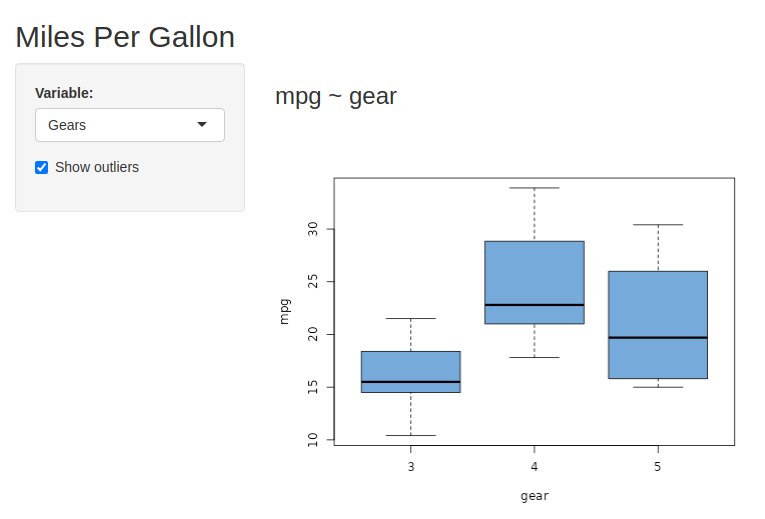 Miles Per Gallon
Variable:
Gears
Show outliers
mpg ~ gear
30
25
20
15
10
mpg
3 4 5
gear